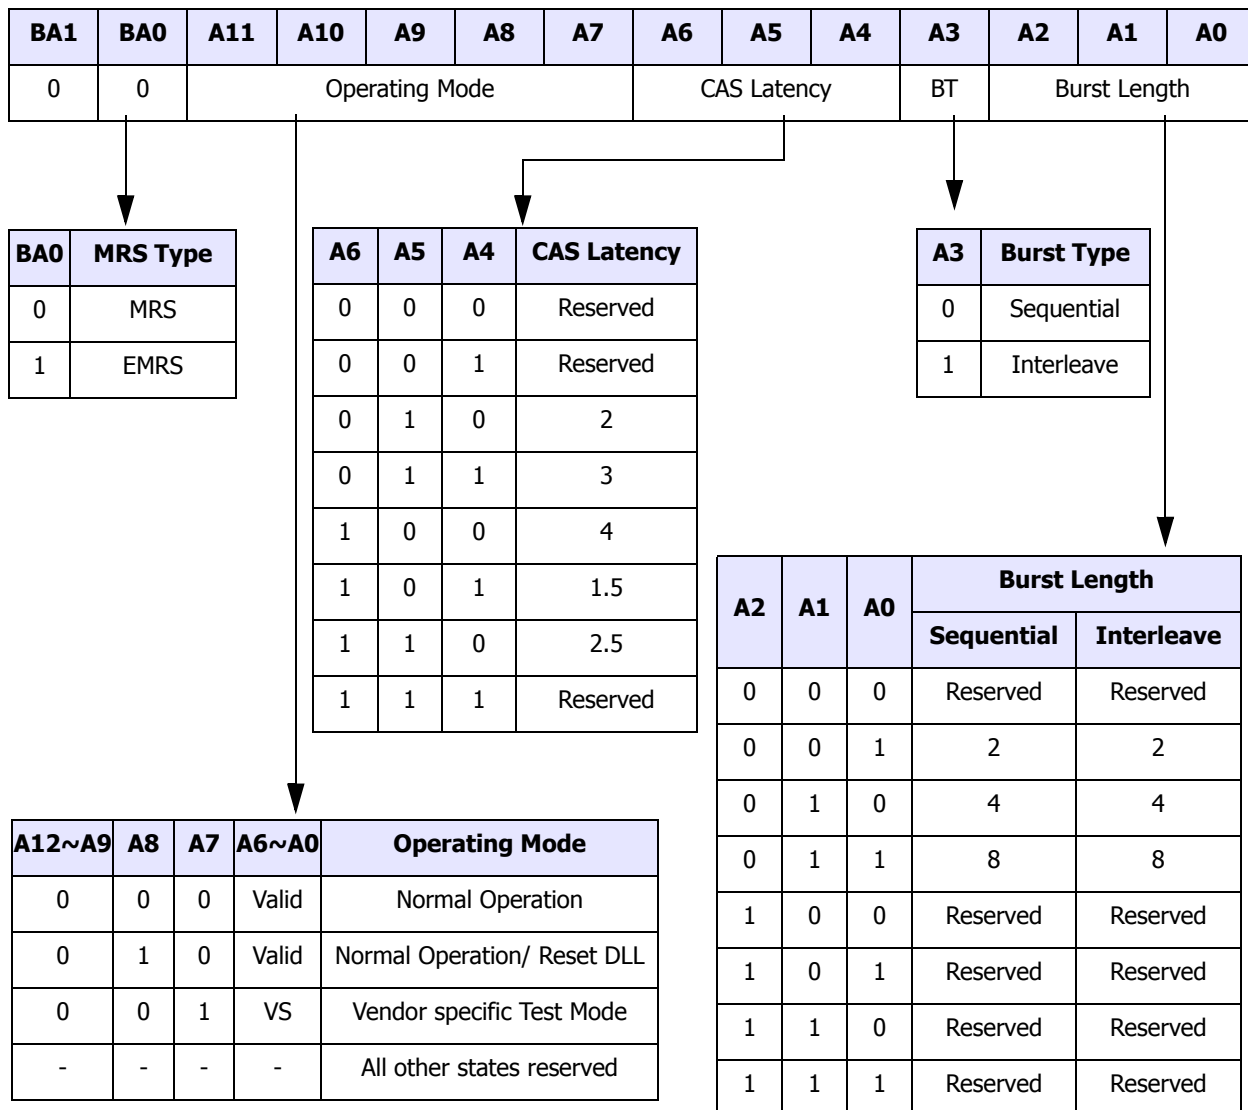 BA1 BA0 A11 A10 A9 A8 A7 A6 A5 A4 A3 A2 A1 A0
0 0 Operating Mode CAS Latency BT Burst Length
BA0 MRS Type
0 MRS
1 EMRS
A6 A5 A4 CAS Latency
0 0 0 Reserved
0 0 1 Reserved
0 1 0 2
0 1 1 3
1 0 0 4
1 0 1 1.5
1 1 0 2.5
1 1 1 Reserved
A3 Burst Type
0 Sequential
1 Interleave
A2 A1 A0 Burst Length
Sequential Interleave
0 0 0 Reserved Reserved
0 0 1 2 2
0 1 0 4 4
0 1 1 8 8
1 0 0 Reserved Reserved
1 0 1 Reserved Reserved
1 1 0 Reserved Reserved
1 1 1 Reserved Reserved
A12~A9 A8 A7 A6~A0 Operating Mode
0 0 0 Valid Normal Operation
0 1 0 Valid Normal Operation/ Reset DLL
0 0 1 VS Vendor specific Test Mode
- - - - All other states reserved